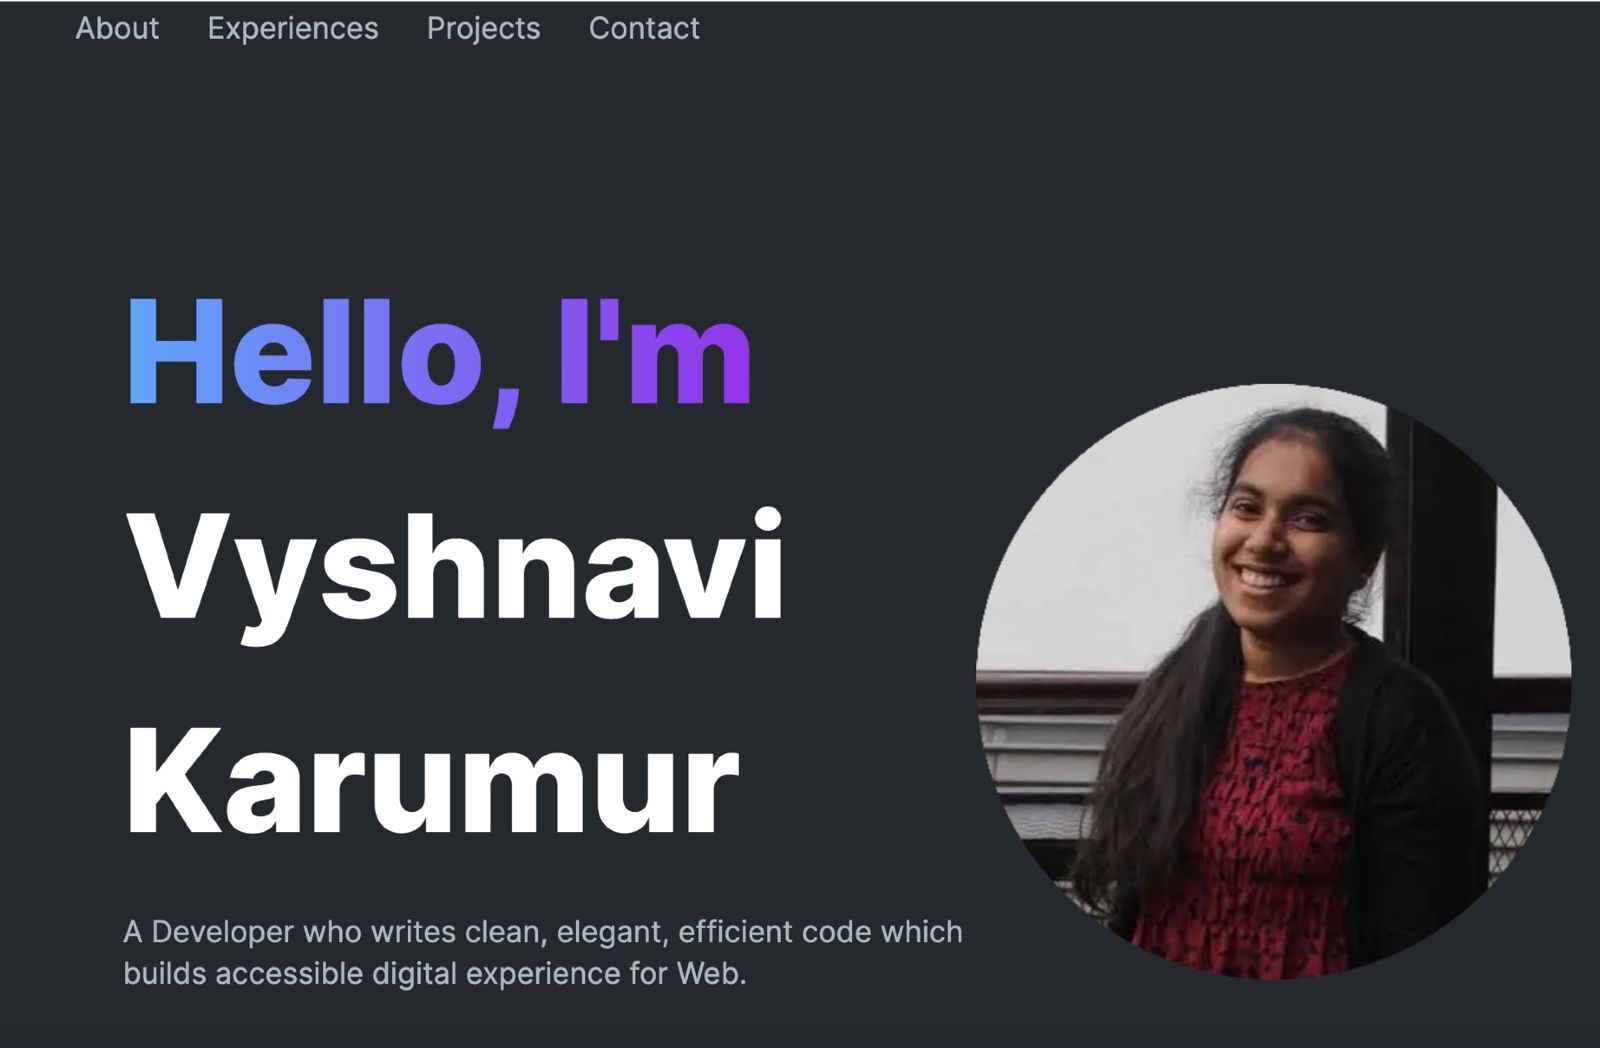 About Experiences Projects Contact
Hello, I'm
Vyshnavi
Karumur
A Developer who writes clean, elegant, efficient code which
builds accessible digital experience for Web.